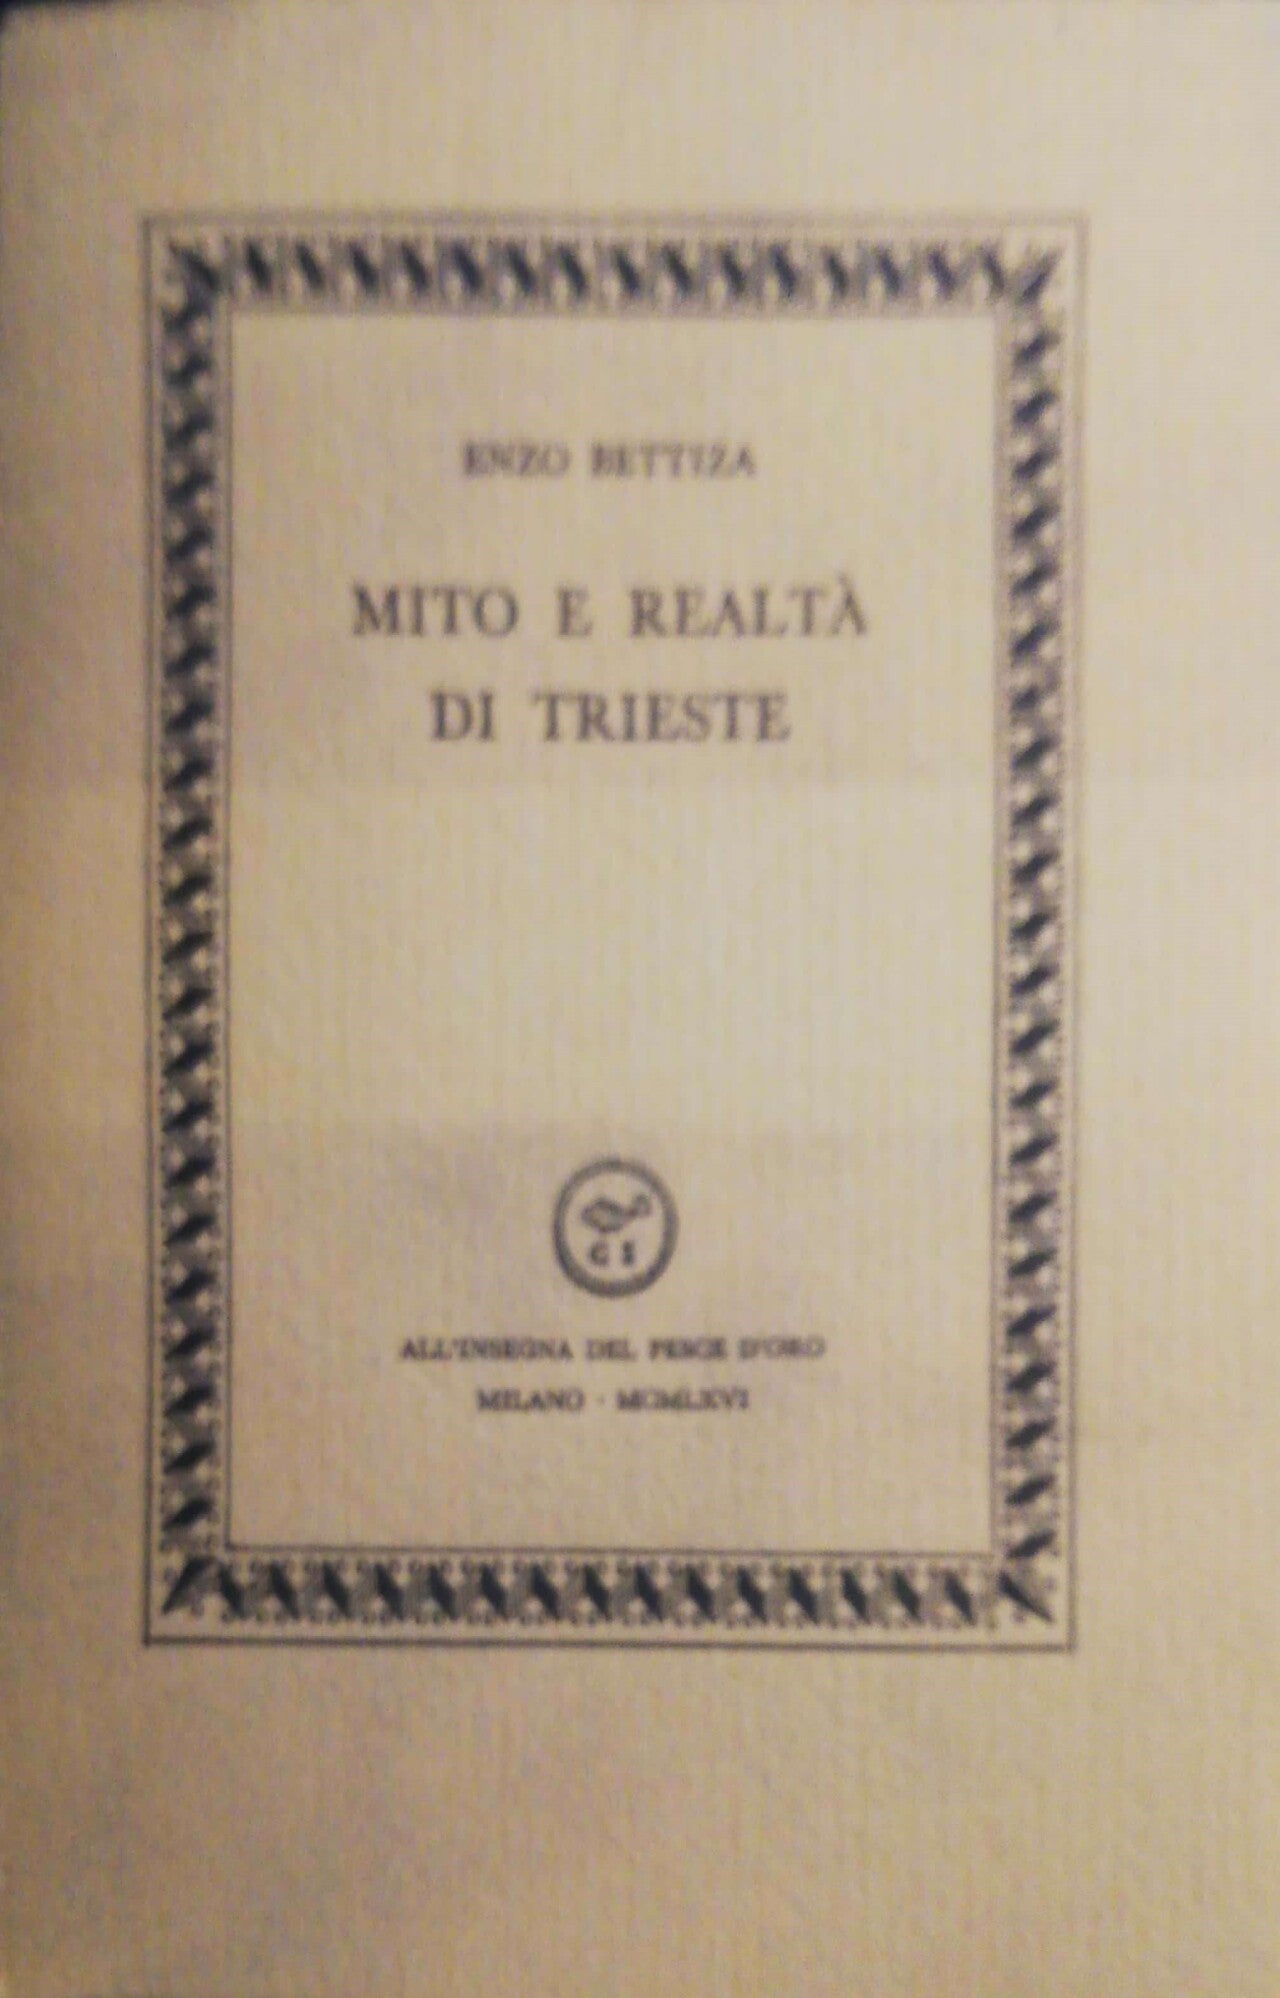 ENZO BETTIZA
MITO E REALTÀ
DI TRIESTE
ALL'INSEGNA DEL PESCE D'ORO
MILANO · MCMLXVI